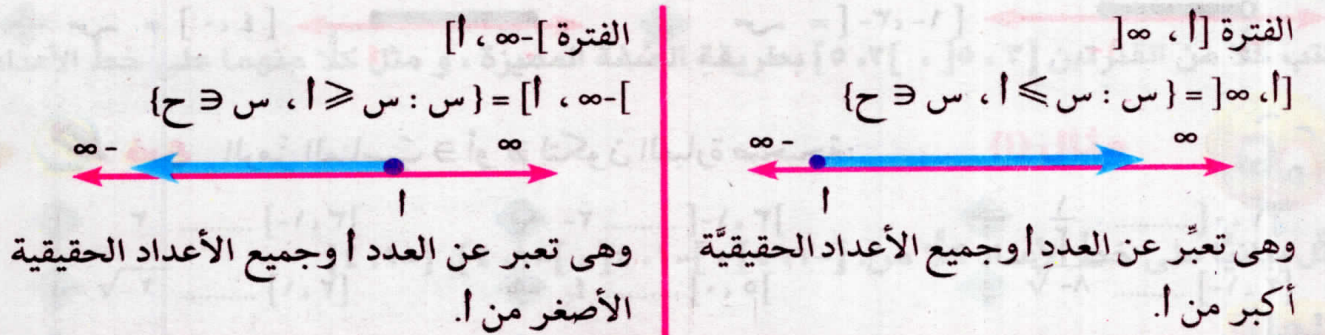 الفترة [أ ، ∞ [
[أ، ∞[ = {س : س ⩾ أ ، س ∈ ح}
-∞ ∞
أ
وهى تعبِّر عن العددِ أ وجميع الأعداد الحقيقيَّة
أكبر من أ.
الفترة ]-∞ ، أ]
]-∞ ، أ] = {س : س ⩽ أ ، س ∈ ح}
-∞ ∞
أ
وهى تعبر عن العدد أ وجميع الأعداد الحقيقية
الأصغر من أ.